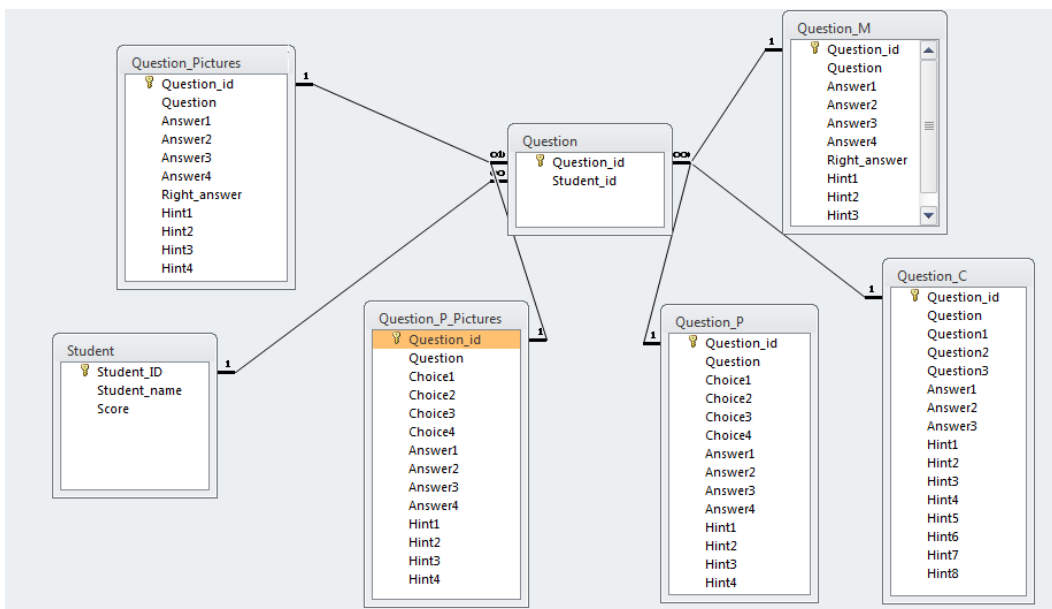 Question_Pictures
Question_id
Question
Answer1
Answer2
Answer3
Answer4
Right_answer
Hint1
Hint2
Hint3
Hint4
1
Question
Question_id
Student_id
Question_M
Question_id
Question
Answer1
Answer2
Answer3
Answer4
Right_answer
Hint1
Hint2
Hint3
1
Student
Student_ID
Student_name
Score
1
Question_P_Pictures
Question_id
Question
Choice1
Choice2
Choice3
Choice4
Answer1
Answer2
Answer3
Answer4
Hint1
Hint2
Hint3
Hint4
1
Question_P
Question_id
Question
Choice1
Choice2
Choice3
Choice4
Answer1
Answer2
Answer3
Answer4
Hint1
Hint2
Hint3
Hint4
1
Question_C
Question_id
Question
Question1
Question2
Question3
Answer1
Answer2
Answer3
Hint1
Hint2
Hint3
Hint4
Hint5
Hint6
Hint7
Hint8
1